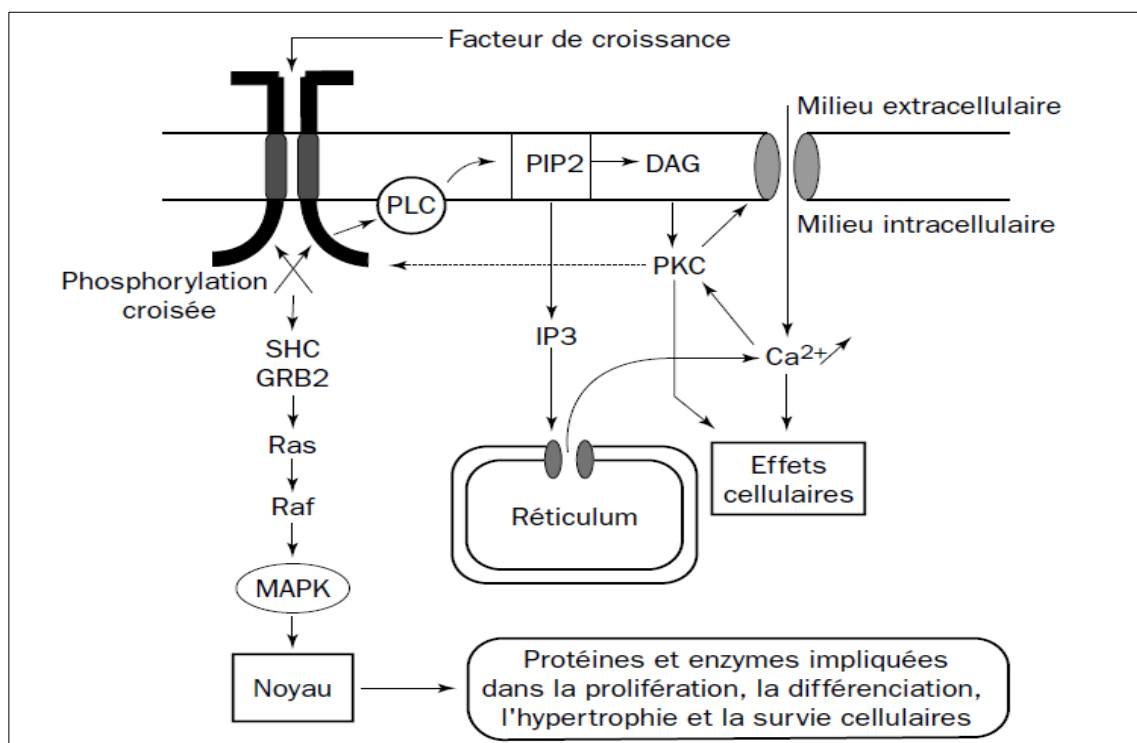 Facteur de croissance
Milieu extracellulaire
PIP2
DAG
PLC
Milieu intracellulaire
PKC
Phosphorylation
croisée
IP3
Ca2+
SHC
GRB2
Ras
Effets
cellulaires
Raf
Réticulum
MAPK
Noyau
Protéines et enzymes impliquées
dans la prolifération, la différenciation,
l'hypertrophie et la survie cellulaires